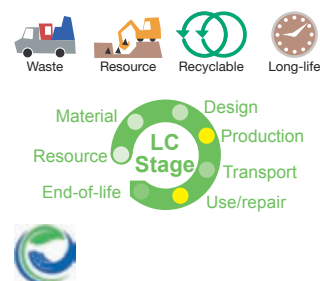 Waste Resource Recyclable Long-life
Material
Design
Production
Resource
LC
Stage
Transport
End-of-life
Use/repair